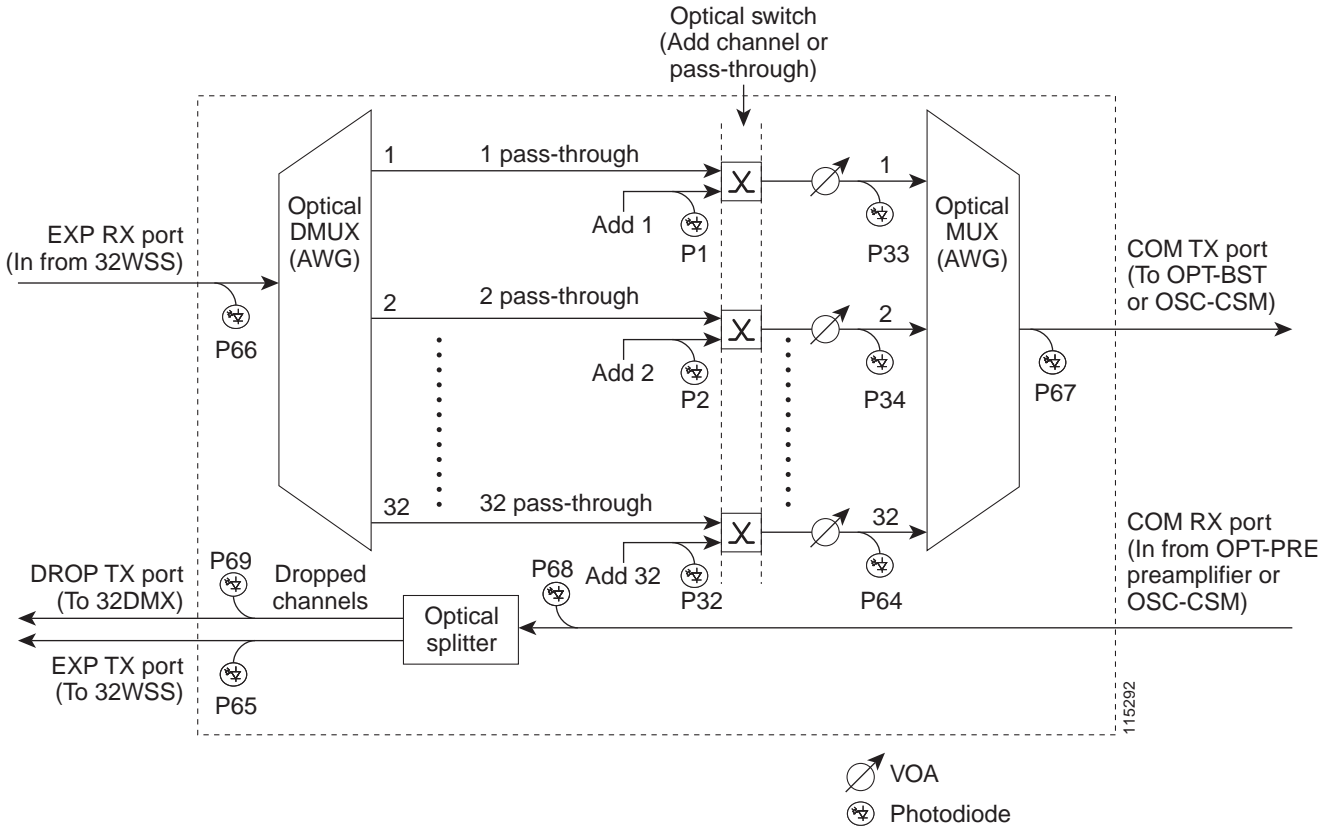 Optical switch
(Add channel or
pass-through)
1
1 pass-through
1
Optical
DMUX
(AWG)
Optical
MUX
(AWG)
Add 1
P1
P33
EXP RX port
(In from 32WSS)
COM TX port
(To OPT-BST
or OSC-CSM)
2
2 pass-through
2
P66
Add 2
P2
P34
P67
32
32 pass-through
32
COM RX port
(In from OPT-PRE
preamplifier or
OSC-CSM)
P69
Dropped
channels
P68
Add 32
P32
P64
DROP TX port
(To 32DMX)
Optical
splitter
EXP TX port
(To 32WSS)
P65
115292
VOA
Photodiode